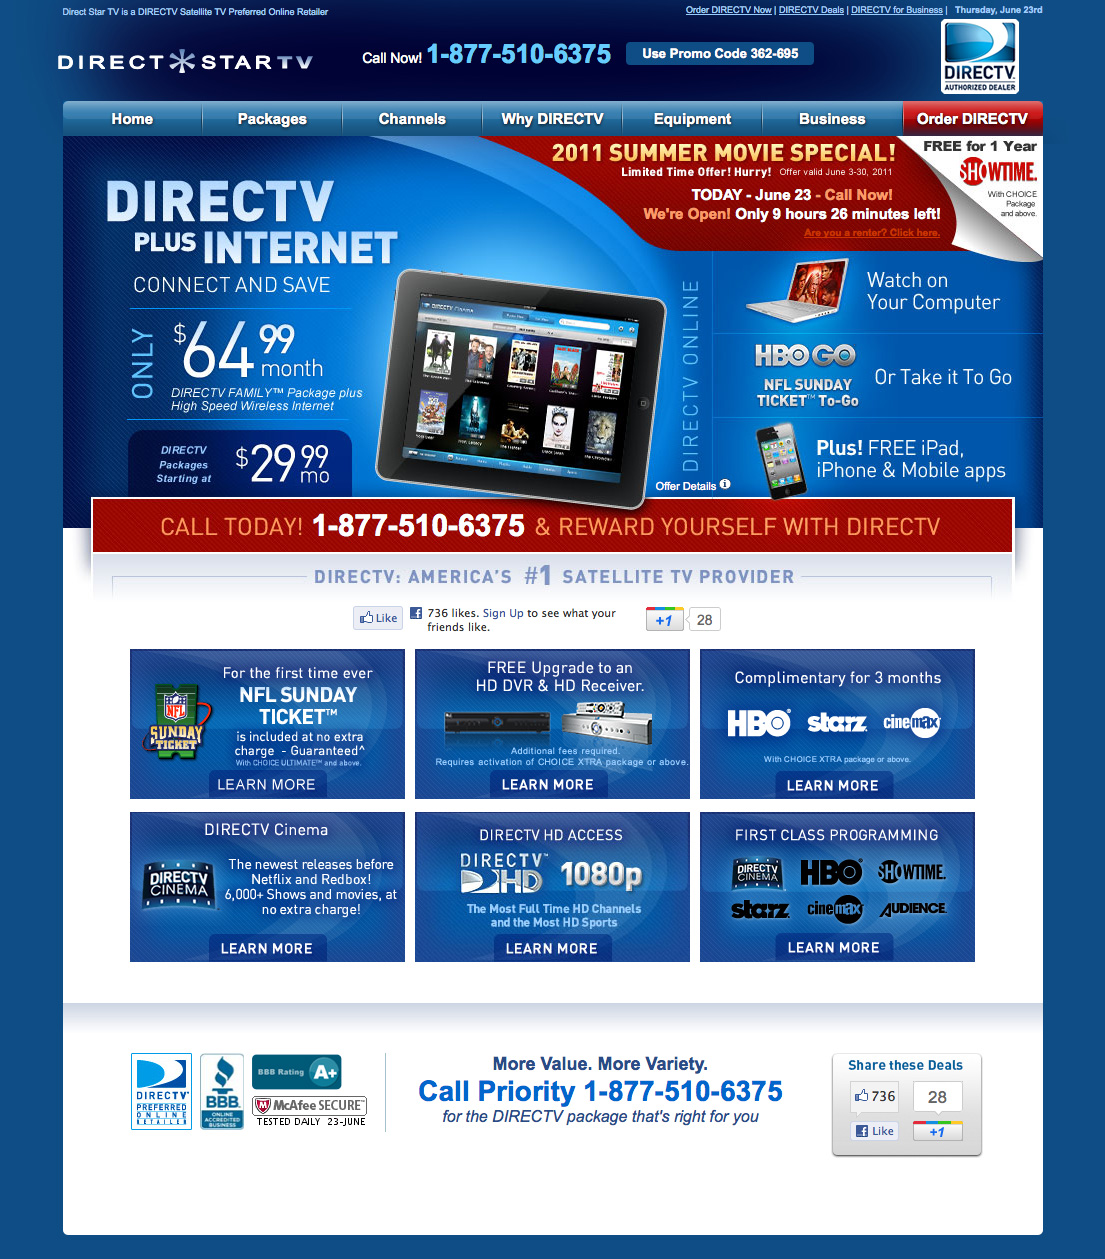 Direct Star TV is a DIRECTV Satellite TV Preferred Online Retailer
Order DIRECTV Now | DIRECTV Deals | DIRECTV for Business | Thursday, June 23rd
DIRECT STAR TV
Call Now! 1-877-510-6375
Use Promo Code 362-695
DIRECTV
AUTHORIZED DEALER
Home
Packages
Channels
Why DIRECTV
Equipment
Business
Order DIRECTV
2011 SUMMER MOVIE SPECIAL!
Limited Time Offer! Hurry! Offer valid June 3-30, 2011
TODAY - June 23 - Call Now!
We're Open! Only 9 hours 26 minutes left!
Are you a renter? Click here.
FREE for 1 Year
SHOWTIME.
With CHOICE
Package
and above.
DIRECTV
PLUS INTERNET
CONNECT AND SAVE
ONLY
$64.99
month
DIRECTV FAMILY™ Package plus
High Speed Wireless Internet
DIRECTV
Packages
Starting at
$29.99
mo
DIRECTV CINEMA
DIRECTV ONLINE
Watch on
Your Computer
HBO GO
NFL SUNDAY
TICKET™ To-Go
Or Take it To Go
Plus! FREE iPad,
iPhone & Mobile apps
Offer Details
CALL TODAY! 1-877-510-6375 & REWARD YOURSELF WITH DIRECTV
DIRECTV: AMERICA'S #1 SATELLITE TV PROVIDER
Like
736 likes. Sign Up to see what your
friends like.
+1
28
For the first time ever
NFL SUNDAY
TICKET™
is included at no extra
charge - Guaranteed^
With CHOICE ULTIMATE™ and above.
NFL
SUNDAY
TICKET
LEARN MORE
FREE Upgrade to an
HD DVR & HD Receiver.
Additional fees required.
Requires activation of CHOICE XTRA package or above.
LEARN MORE
Complimentary for 3 months
HBO
starz
cinemax
With CHOICE XTRA package or above.
LEARN MORE
DIRECTV Cinema
DIRECTV
CINEMA
The newest releases before
Netflix and Redbox!
6,000+ Shows and movies, at
no extra charge!
LEARN MORE
DIRECTV HD ACCESS
DIRECTV™
HD
1080p
The Most Full Time HD Channels
and the Most HD Sports
LEARN MORE
FIRST CLASS PROGRAMMING
DIRECTV
CINEMA
HBO
SHOWTIME.
starz
cinemax
AUDIENCE
LEARN MORE
DIRECTV
PREFERRED
ONLINE
RETAILER
BBB
ONLINE
ACCREDITED
BUSINESS
BBB Rating A+
McAfee SECURE
TESTED DAILY 23-JUNE
More Value. More Variety.
Call Priority 1-877-510-6375
for the DIRECTV package that's right for you
Share these Deals
736
28
Like
+1